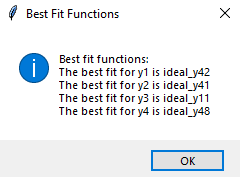 Best Fit Functions
Best fit functions:
The best fit for y1 is ideal_y42
The best fit for y2 is ideal_y41
The best fit for y3 is ideal_y11
The best fit for y4 is ideal_y48
OK